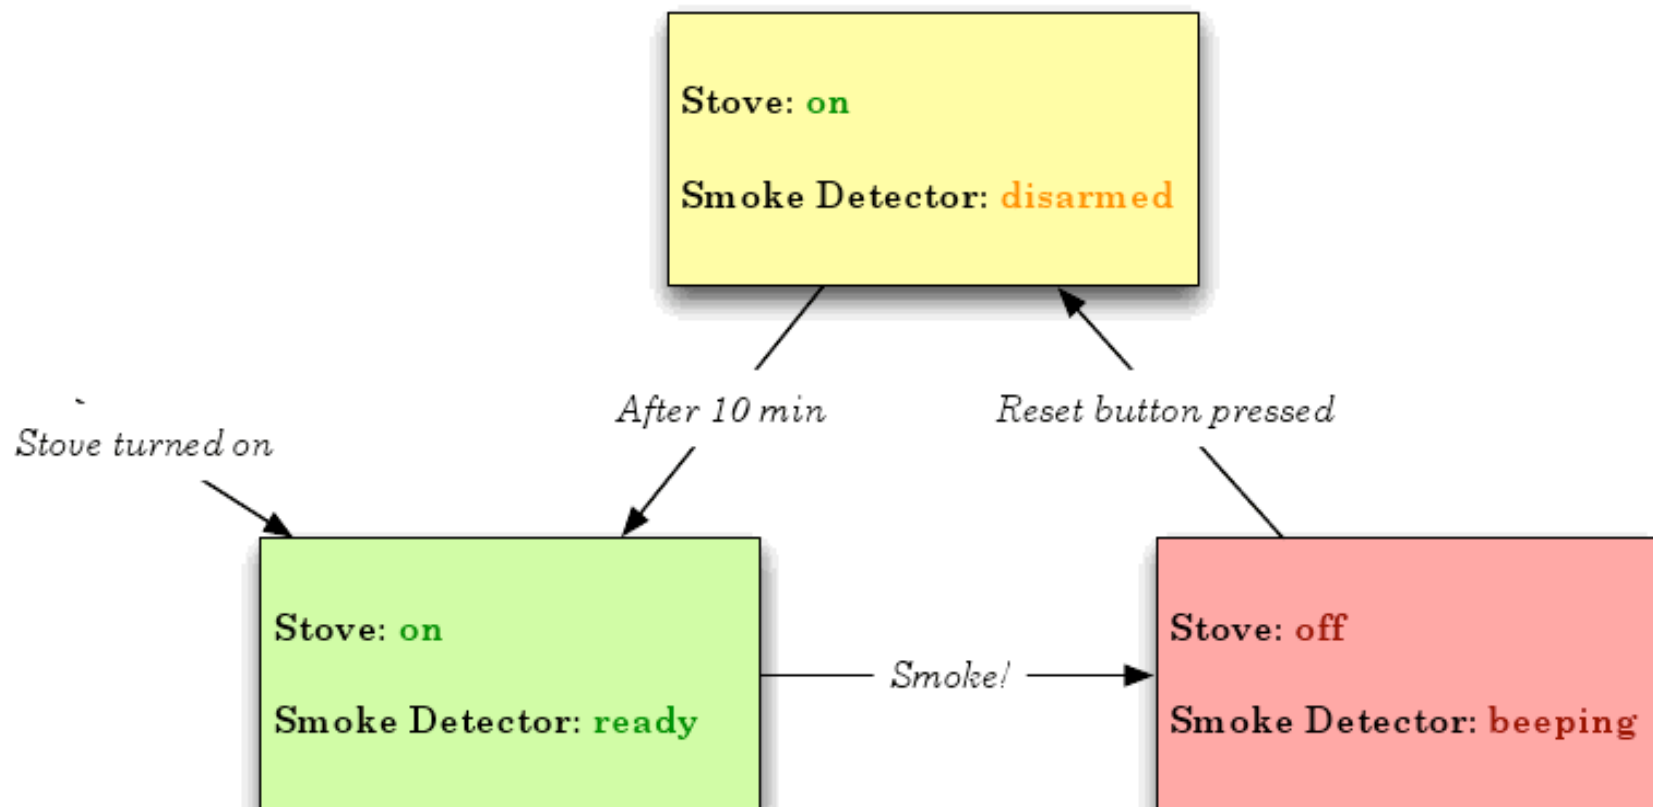 Stove: on
Smoke Detector: disarmed
After 10 min
Reset button pressed
Stove turned on
Stove: on
Smoke Detector: ready
Smoke!
Stove: off
Smoke Detector: beeping